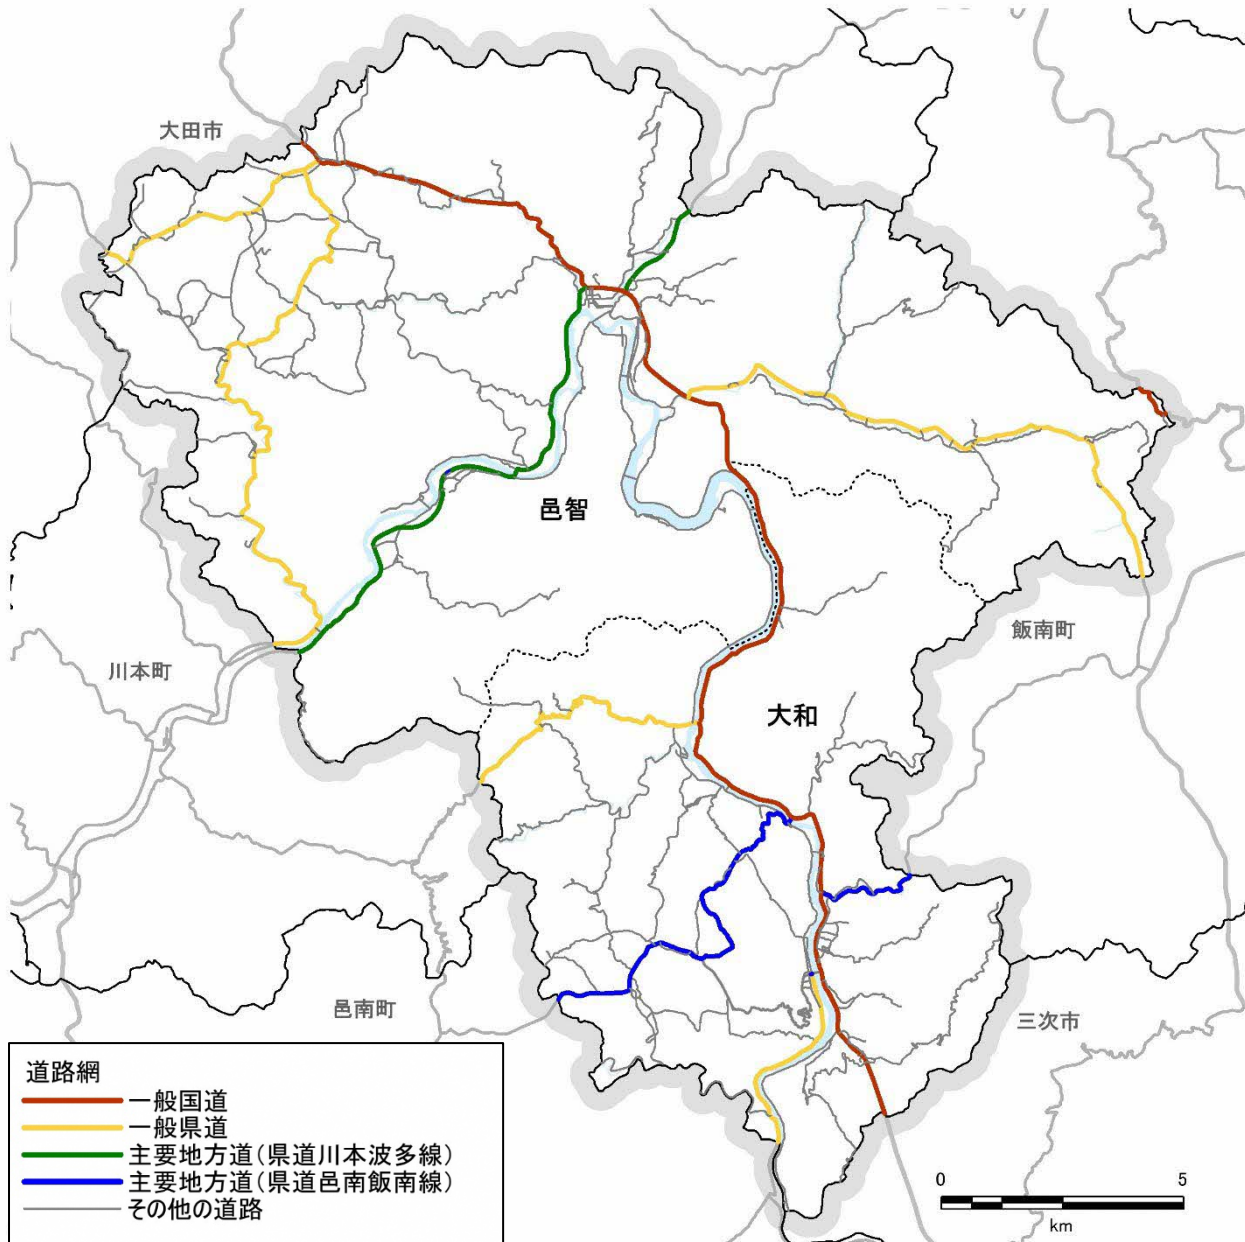 大田市
邑智
飯南町
川本町
大和
邑南町
三次市
道路網
一般国道
一般県道
主要地方道(県道川本波多線)
主要地方道(県道邑南飯南線)
その他の道路
0 5
km